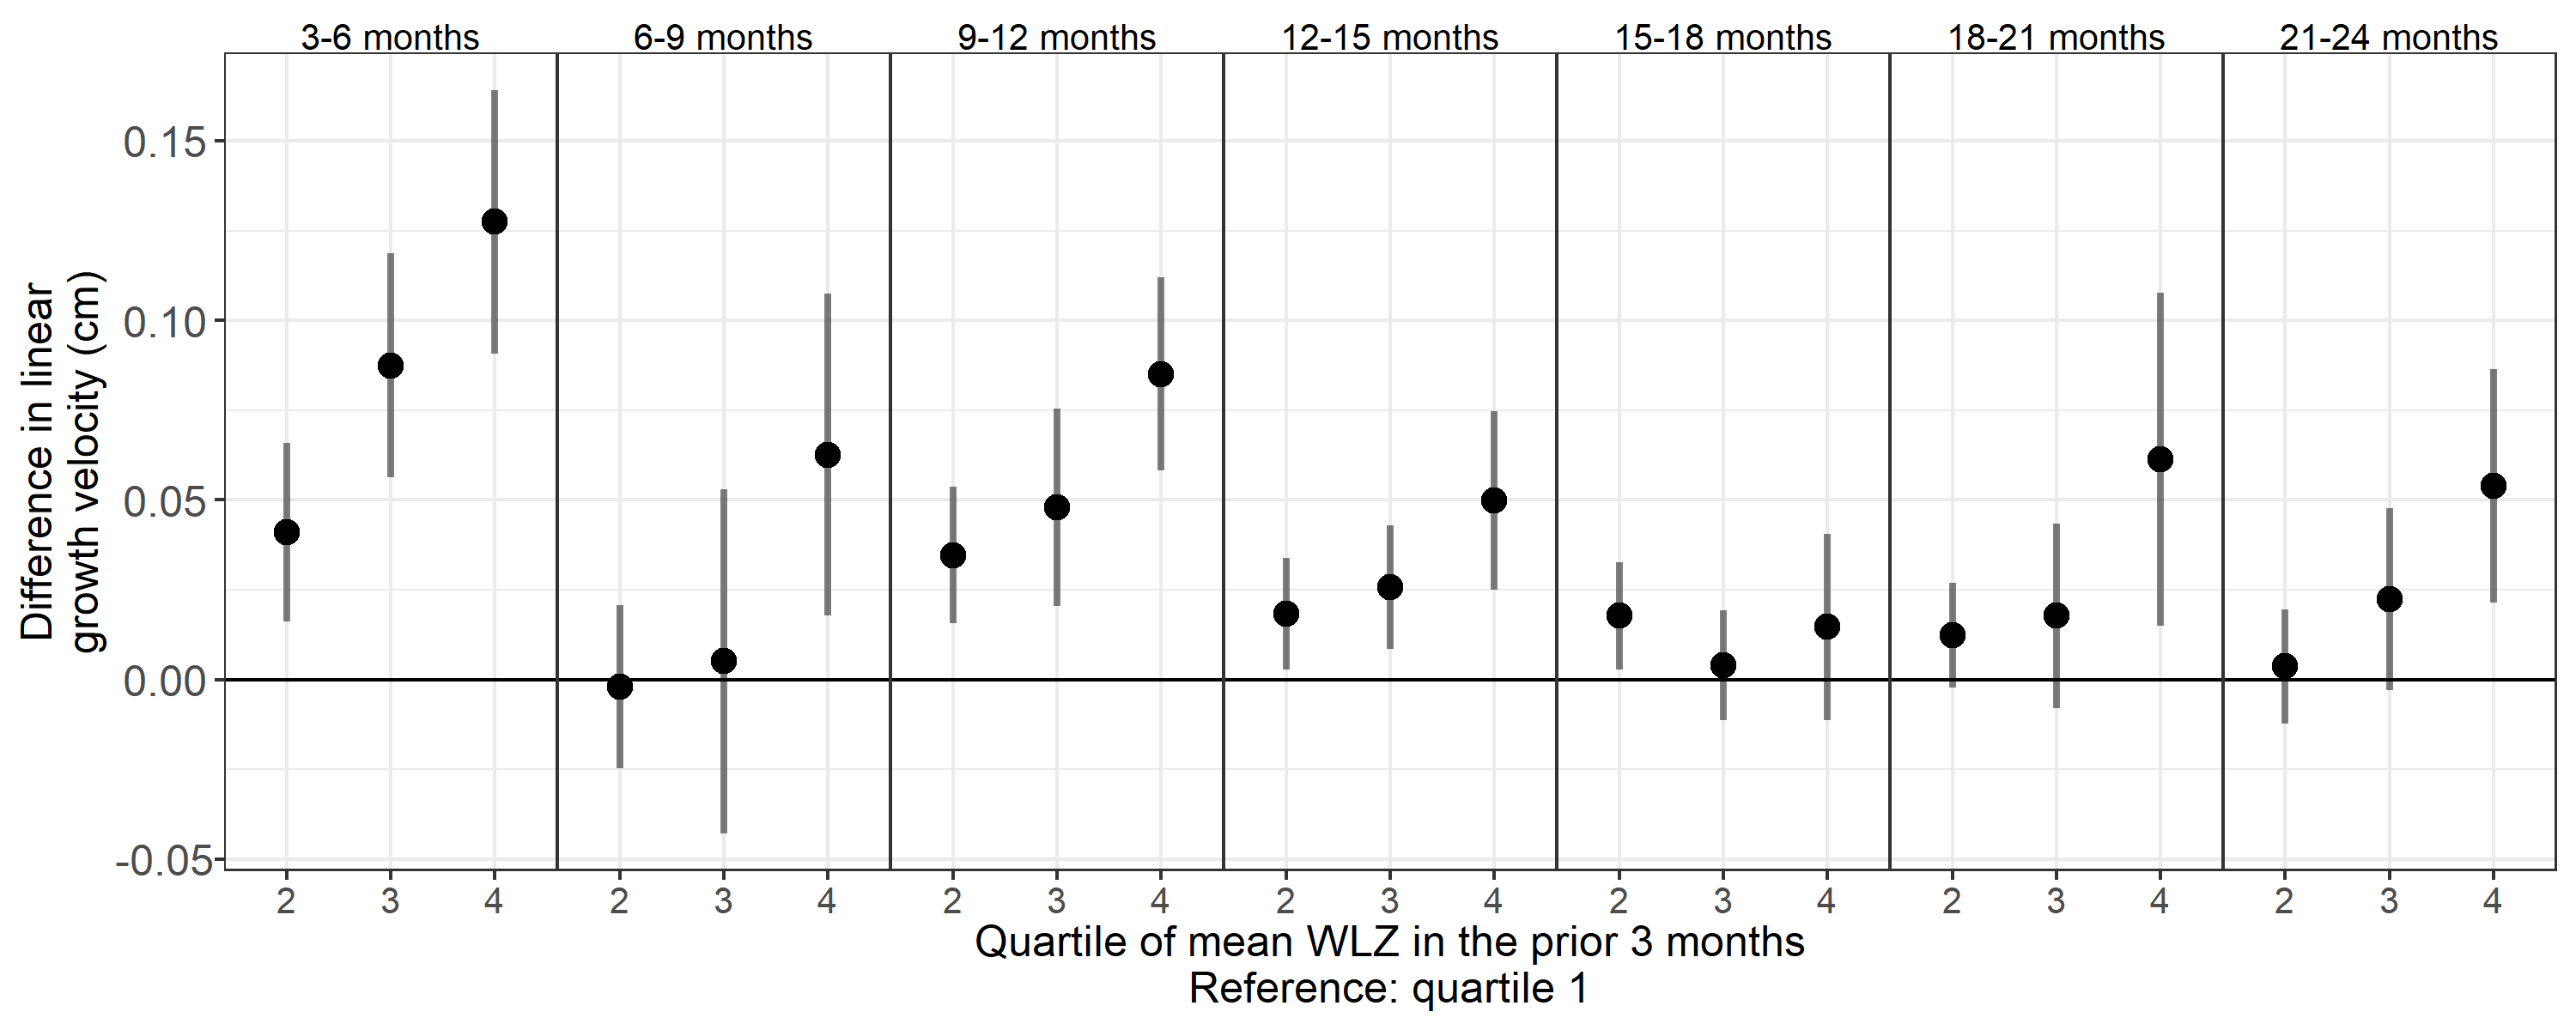 3-6 months 6-9 months 9-12 months 12-15 months 15-18 months 18-21 months 21-24 months
Difference in linear
growth velocity (cm)
0.15
0.10
0.05
0.00
-0.05
2 3 4 2 3 4 2 3 4 2 3 4 2 3 4 2 3 4 2 3 4
Quartile of mean WLZ in the prior 3 months
Reference: quartile 1